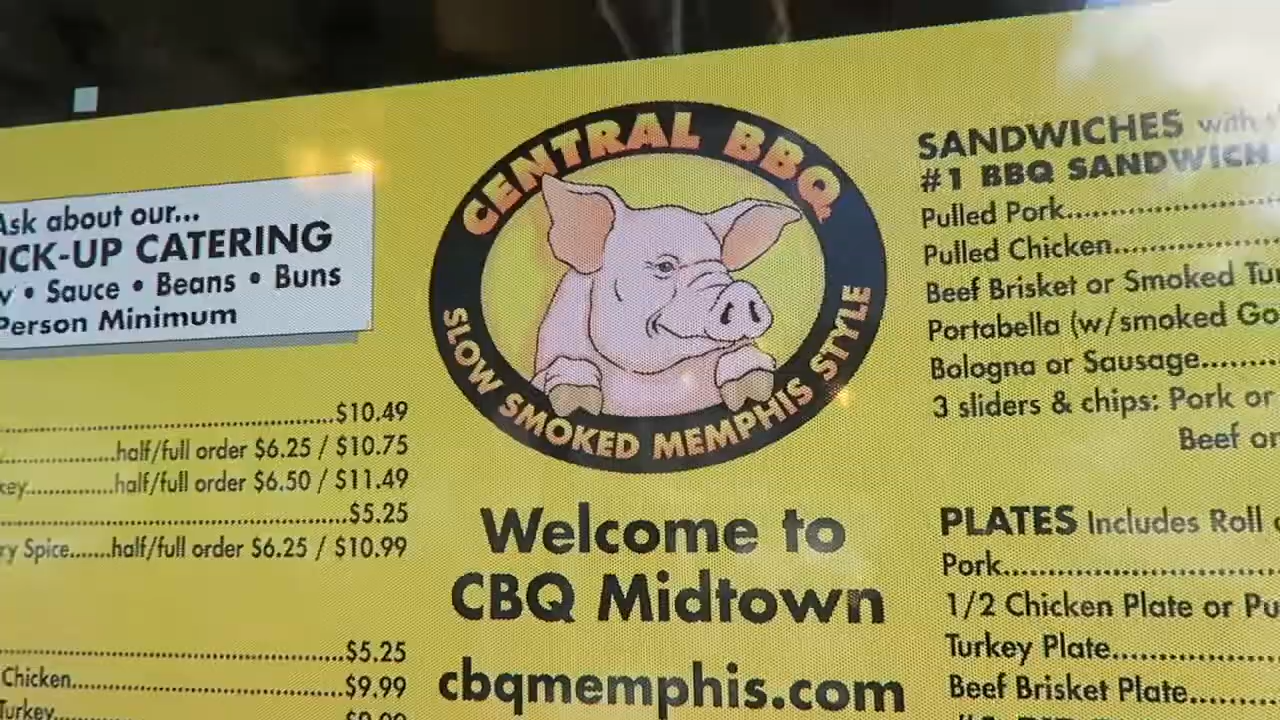 Ask about our...
ICK-UP CATERING
• Sauce • Beans • Buns
Person Minimum
$10.49
half/full order $6.25 / $10.75
key half/full order $6.50 / $11.49
$5.25
ry Spice.......half/full order $6.25 / $10.99
$5.25
Chicken $9.99
Turkey
CENTRAL BBQ
SLOW SMOKED MEMPHIS STYLE
Welcome to
CBQ Midtown
cbqmemphis.com
SANDWICHES with
#1 BBQ SANDWICH
Pulled Pork
Pulled Chicken
Beef Brisket or Smoked Tu
Portabella (w/smoked Go
Bologna or Sausage
3 sliders & chips: Pork or
Beef or
PLATES Includes Roll
Pork
1/2 Chicken Plate or Pu
Turkey Plate
Beef Brisket Plate